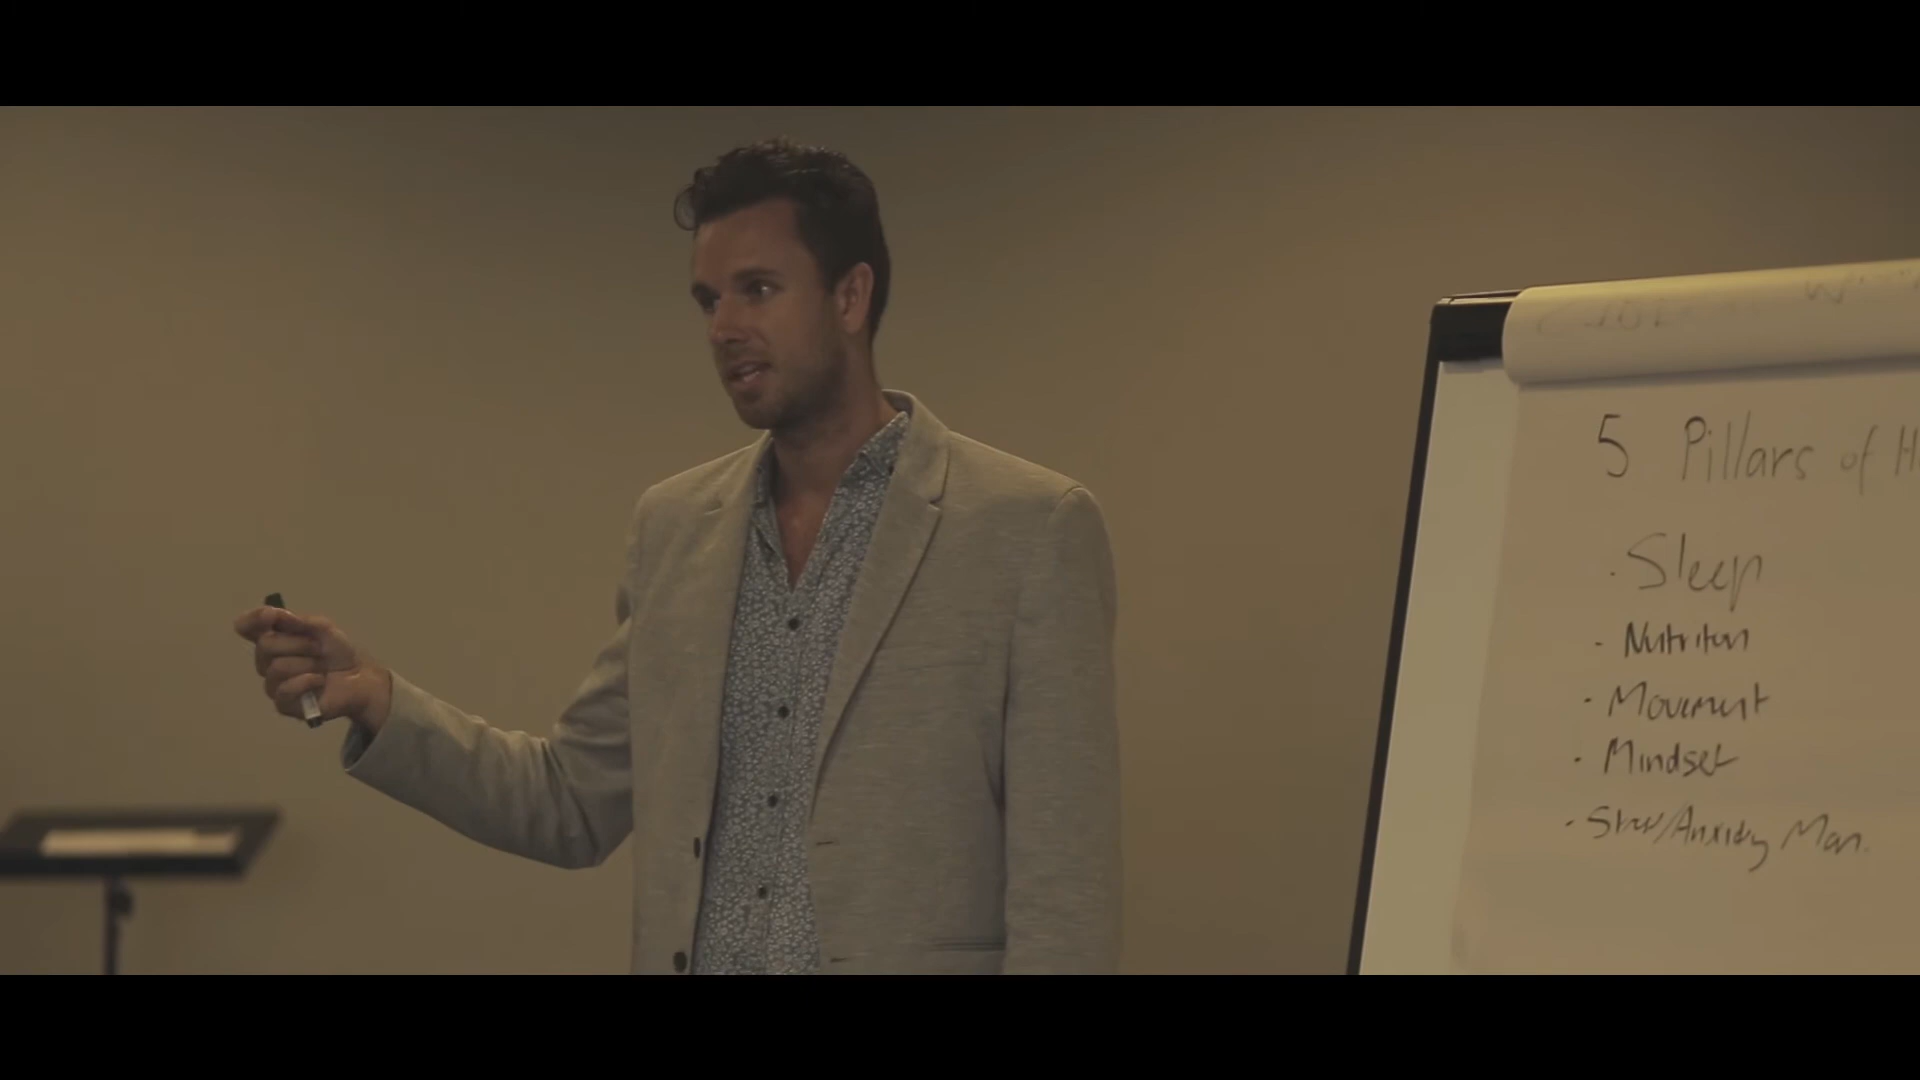 5 Pillars of H
· Sleep
- Nutrition
· Movement
· Mindset
· Stress/Anxiety Man.